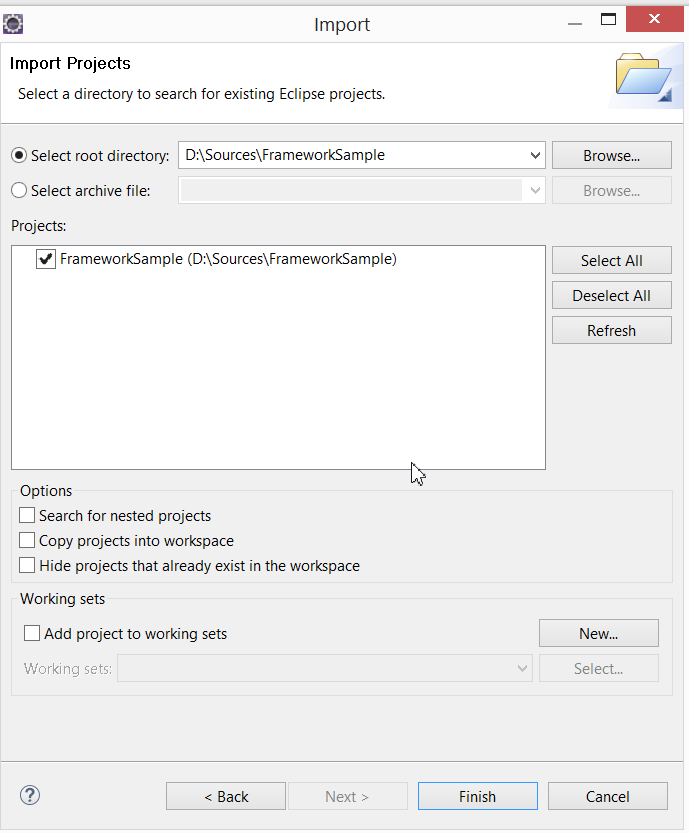 Import
Import Projects
Select a directory to search for existing Eclipse projects.
Select root directory: D:\Sources\FrameworkSample Browse...
Select archive file: Browse...
Projects:
FrameworkSample (D:\Sources\FrameworkSample) Select All
Deselect All
Refresh
Options
Search for nested projects
Copy projects into workspace
Hide projects that already exist in the workspace
Working sets
Add project to working sets New...
Working sets: Select...
? < Back Next > Finish Cancel